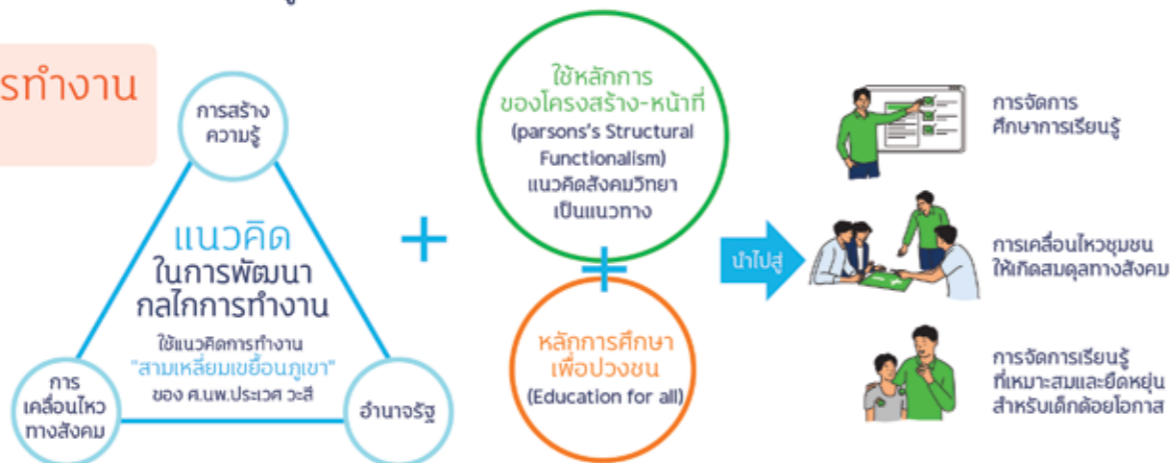 รทำงาน
การสร้าง
ความรู้
แนวคิด
ในการพัฒนา
กลไกการทำงาน
ใช้แนวคิดการทำงาน
"สามเหลี่ยมเขยื้อนภูเขา"
ของ ศ.นพ.ประเวศ วะสี
การ
เคลื่อนไหว
ทางสังคม
อำนาจรัฐ
+
ใช้หลักการ
ของโครงสร้าง-หน้าที่
(parsons's Structural
Functionalism)
แนวคิดสังคมวิทยา
เป็นแนวทาง
+
หลักการศึกษา
เพื่อปวงชน
(Education for all)
นำไปสู่
การจัดการ
ศึกษาการเรียนรู้
การเคลื่อนไหวชุมชน
ให้เกิดสมดุลทางสังคม
การจัดการเรียนรู้
ที่เหมาะสมและยืดหยุ่น
สำหรับเด็กด้อยโอกาส